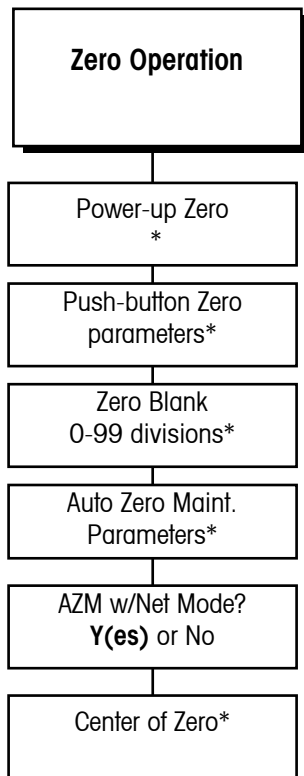 Zero Operation
Power-up Zero
*
Push-button Zero
parameters*
Zero Blank
0-99 divisions*
Auto Zero Maint.
Parameters*
AZM w/Net Mode?
Y(es) or No
Center of Zero*